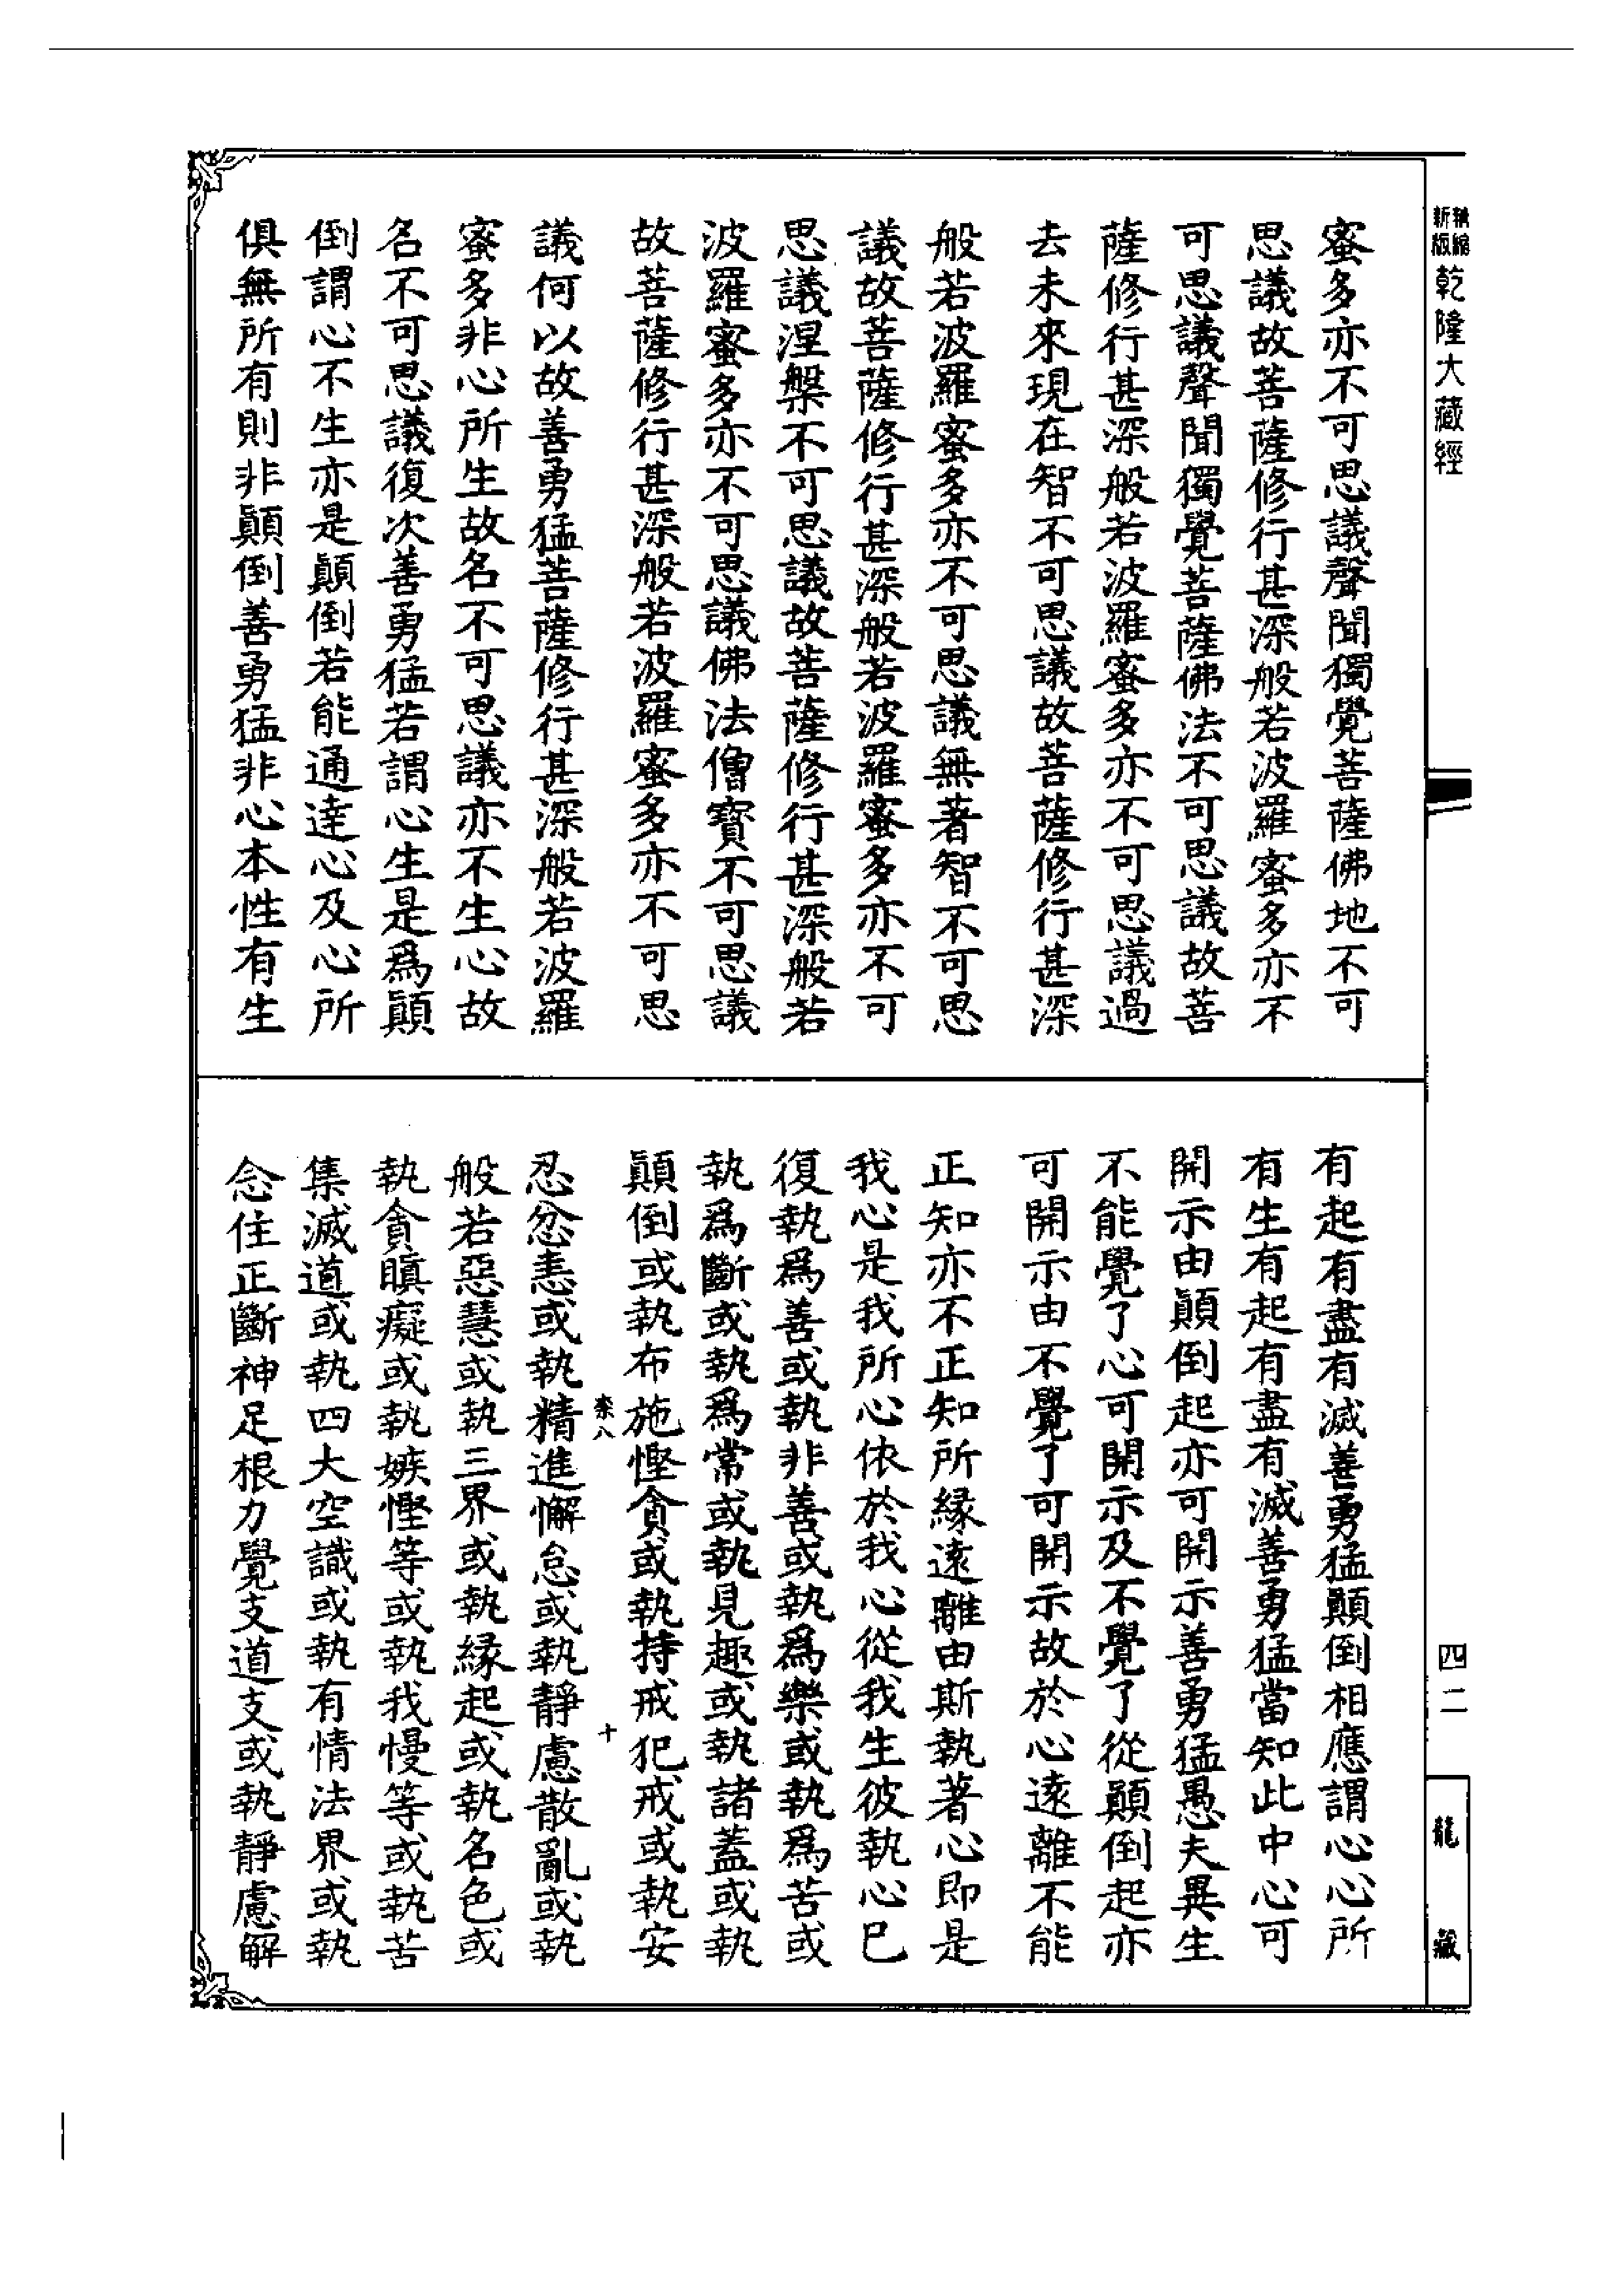 新版精縮乾隆大藏經
四二
龍藏
蜜多亦不可思議聲聞獨覺菩薩佛地不可
思議故菩薩修行甚深般若波羅蜜多亦不
可思議聲聞獨覺菩薩佛法不可思議故菩
薩修行甚深般若波羅蜜多亦不可思議過
去未來現在智不可思議故菩薩修行甚深
般若波羅蜜多亦不可思議無著智不可思
議故菩薩修行甚深般若波羅蜜多亦不可
思議涅槃不可思議故菩薩修行甚深般若
波羅蜜多亦不可思議佛法僧寶不可思議
故菩薩修行甚深般若波羅蜜多亦不可思
議何以故善勇猛菩薩修行甚深般若波羅
蜜多非心所生故名不可思議亦不生心故
名不可思議復次善勇猛若謂心生是爲顚
倒謂心不生亦是顚倒若能通達心及心所
俱無所有則非顚倒善勇猛非心本性有生
有起有盡有滅善勇猛顚倒相應謂心心所
有生有起有盡有滅善勇猛當知此中心可
開示由顚倒起亦可開示善勇猛愚夫異生
不能覺了心可開示及不覺了從顚倒起亦
可開示由不覺了可開示故於心遠離不能
正知亦不正知所緣遠離由斯執著心即是
我心是我所心依於我心從我生彼執心已
復執爲善或執非善或執爲樂或執爲苦或
執爲斷或執爲常或執見趣或執諸蓋或執
顚倒或執布施慳貪或執持戒犯戒或執安
柰八
十
忍忿恚或執精進懈怠或執靜慮散亂或執
般若惡慧或執三界或執緣起或執名色或
執貪瞋癡或執嫉慳等或執我慢等或執苦
集滅道或執四大空識或執有情法界或執
念住正斷神足根力覺支道支或執靜慮解